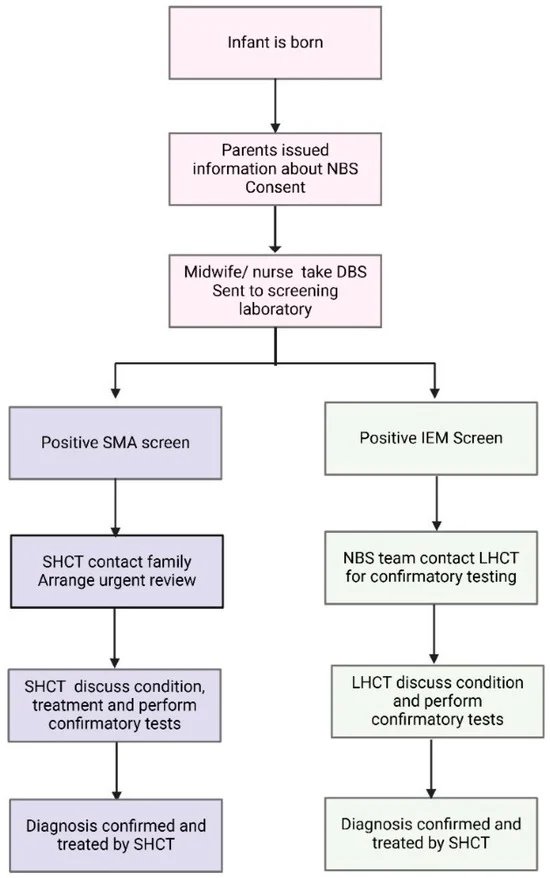 Infant is born
Parents issued
information about NBS
Consent
Midwife/ nurse take DBS
Sent to screening
laboratory
Positive SMA screen
Positive IEM Screen
SHCT contact family
Arrange urgent review
NBS team contact LHCT
for confirmatory testing
SHCT discuss condition,
treatment and perform
confirmatory tests
LHCT discuss condition
and perform
confirmatory tests
Diagnosis confirmed and
treated by SHCT
Diagnosis confirmed and
treated by SHCT